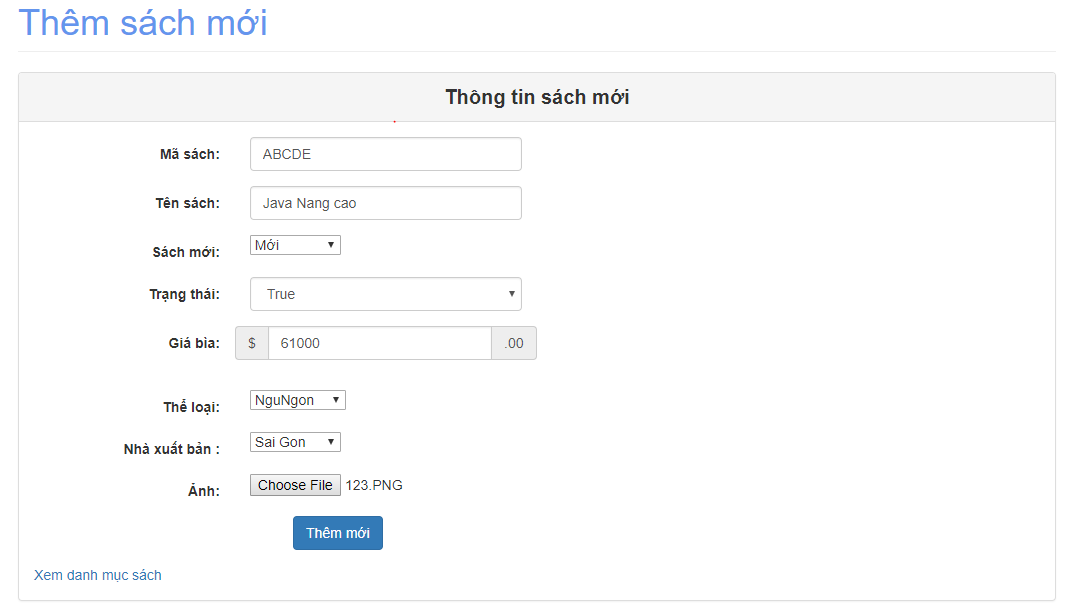 Thêm sách mới
Thông tin sách mới
Mã sách: ABCDE
Tên sách: Java Nang cao
Sách mới: Mới
Trạng thái: True
Giá bìa: $ 61000 .00
Thể loại: NguNgon
Nhà xuất bản : Sai Gon
Ảnh: Choose File 123.PNG
Thêm mới
Xem danh mục sách